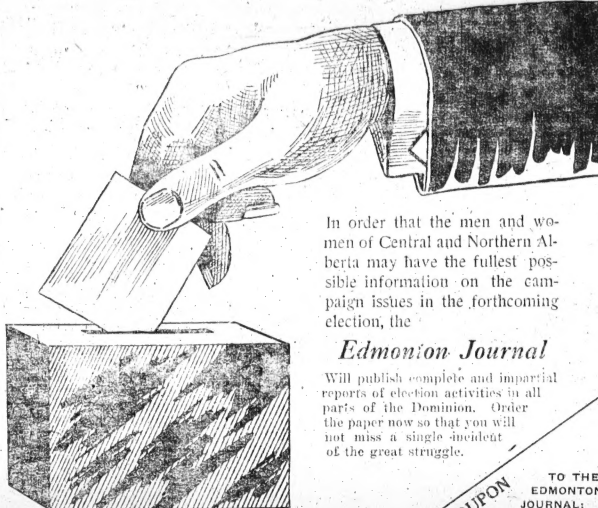 In order that the men and wo-
men of Central and Northern Al-
berta may have the fullest pos-
sible information on the cam-
paign issues in the forthcoming
election, the
Edmonton Journal
Will publish complete and impartial
reports of election activities in all
parts of the Dominion. Order
the paper now so that you will
not miss a single incident
of the great struggle.
UPON
TO THE
EDMONTON
JOURNAL: